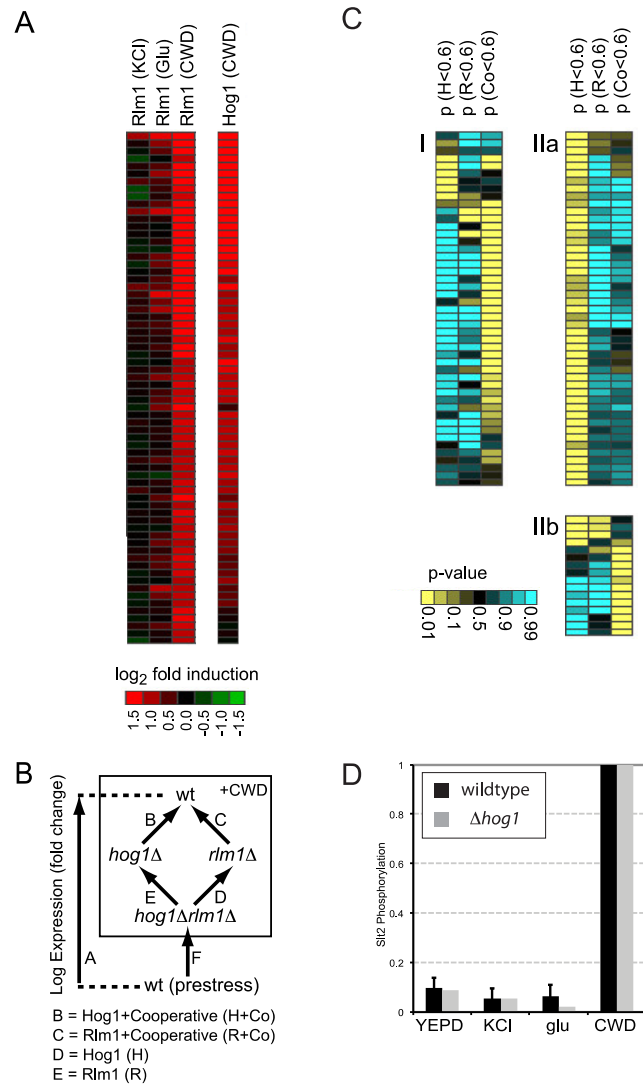 A
Rlm1 (KCl)
Rlm1 (Glu)
Rlm1 (CWD)
Hog1 (CWD)
log2 fold induction
1.5
1.0
0.5
0.0
-0.5
-1.0
-1.5
B
Log Expression (fold change)
A
wt
+CWD
B
C
hog1Δ
rlm1Δ
E
D
hog1Δrlm1Δ
F
wt (prestress)
B = Hog1+Cooperative (H+Co)
C = Rlm1+Cooperative (R+Co)
D = Hog1 (H)
E = Rlm1 (R)
C
p (H<0.6)
p (R<0.6)
p (Co<0.6)
p (H<0.6)
p (R<0.6)
p (Co<0.6)
I
IIa
IIb
p-value
0.01
0.1
0.5
0.9
0.99
D
wildtype
Δhog1
Slt2 Phosphorylation
1
0.8
0.6
0.4
0.2
0
YEPD
KCl
glu
CWD